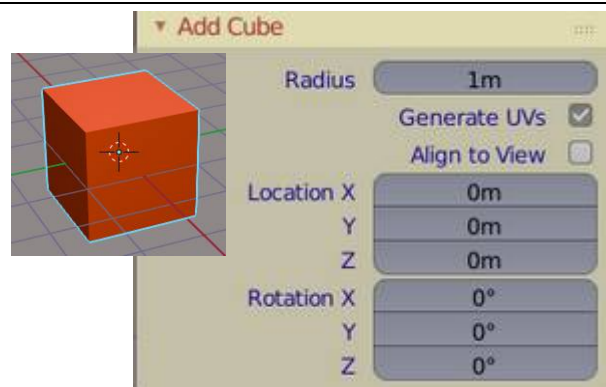 Add Cube
Radius 1m
Generate UVs
Align to View
Location X 0m
Y 0m
Z 0m
Rotation X 0°
Y 0°
Z 0°